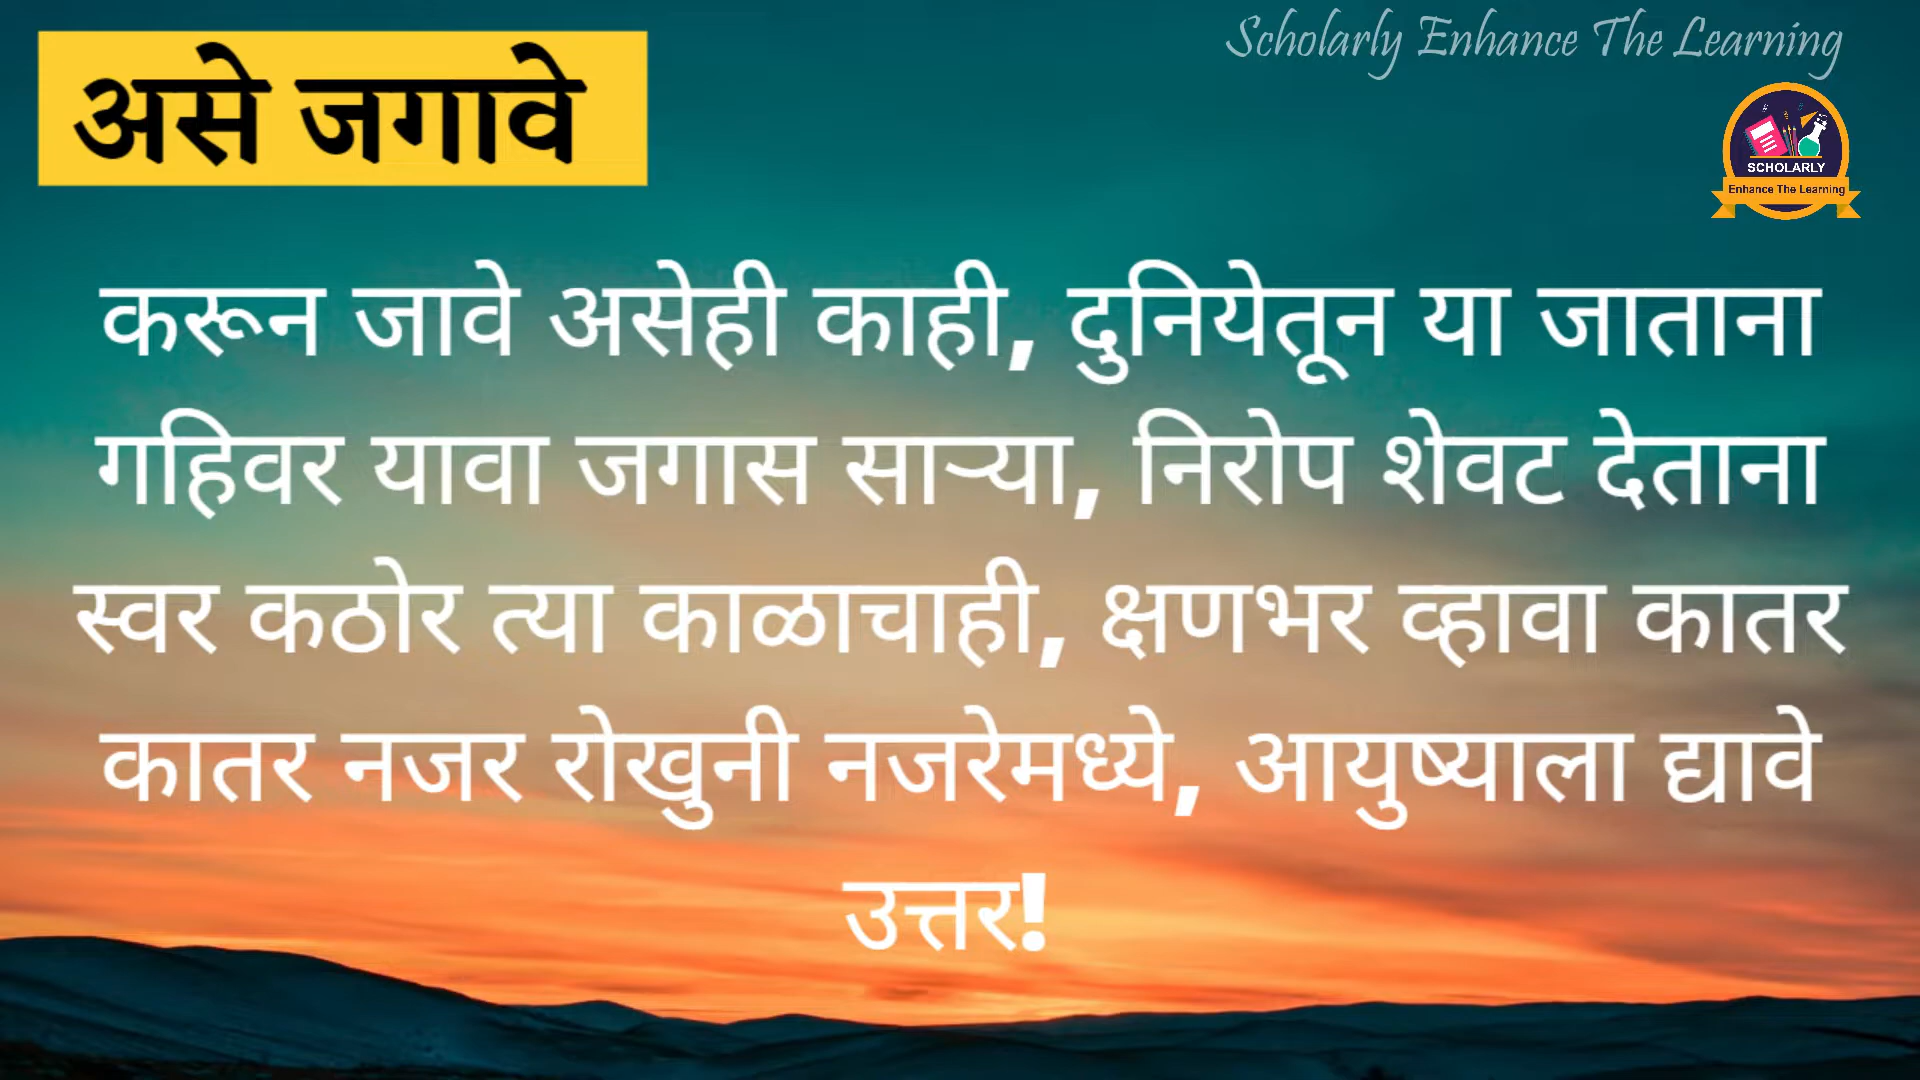 Scholarly Enhance The Learning
असे जगावे
SCHOLARLY
Enhance The Learning
करून जावे असेही काही, दुनियेतून या जाताना
गहिवर यावा जगास साऱ्या, निरोप शेवट देताना
स्वर कठोर त्या काळाचाही, क्षणभर व्हावा कातर
कातर नजर रोखुनी नजरेमध्ये, आयुष्याला द्यावे
उत्तर!